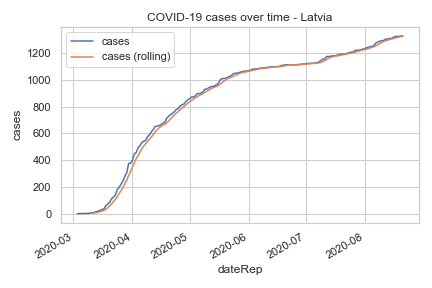 COVID-19 cases over time - Latvia
cases
cases (rolling)
cases
1200
1000
800
600
400
200
0
2020-03
2020-04
2020-05
2020-06
2020-07
2020-08
dateRep